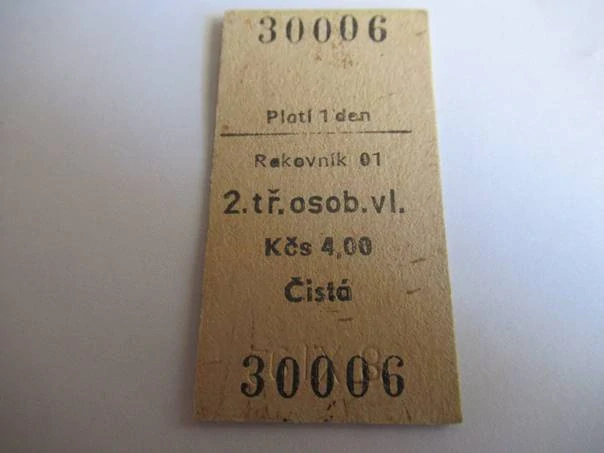 30006
Platí 1 den
Rakovník 01
2. tř. osob. vl.
Kčs 4,00
Čistá
30006